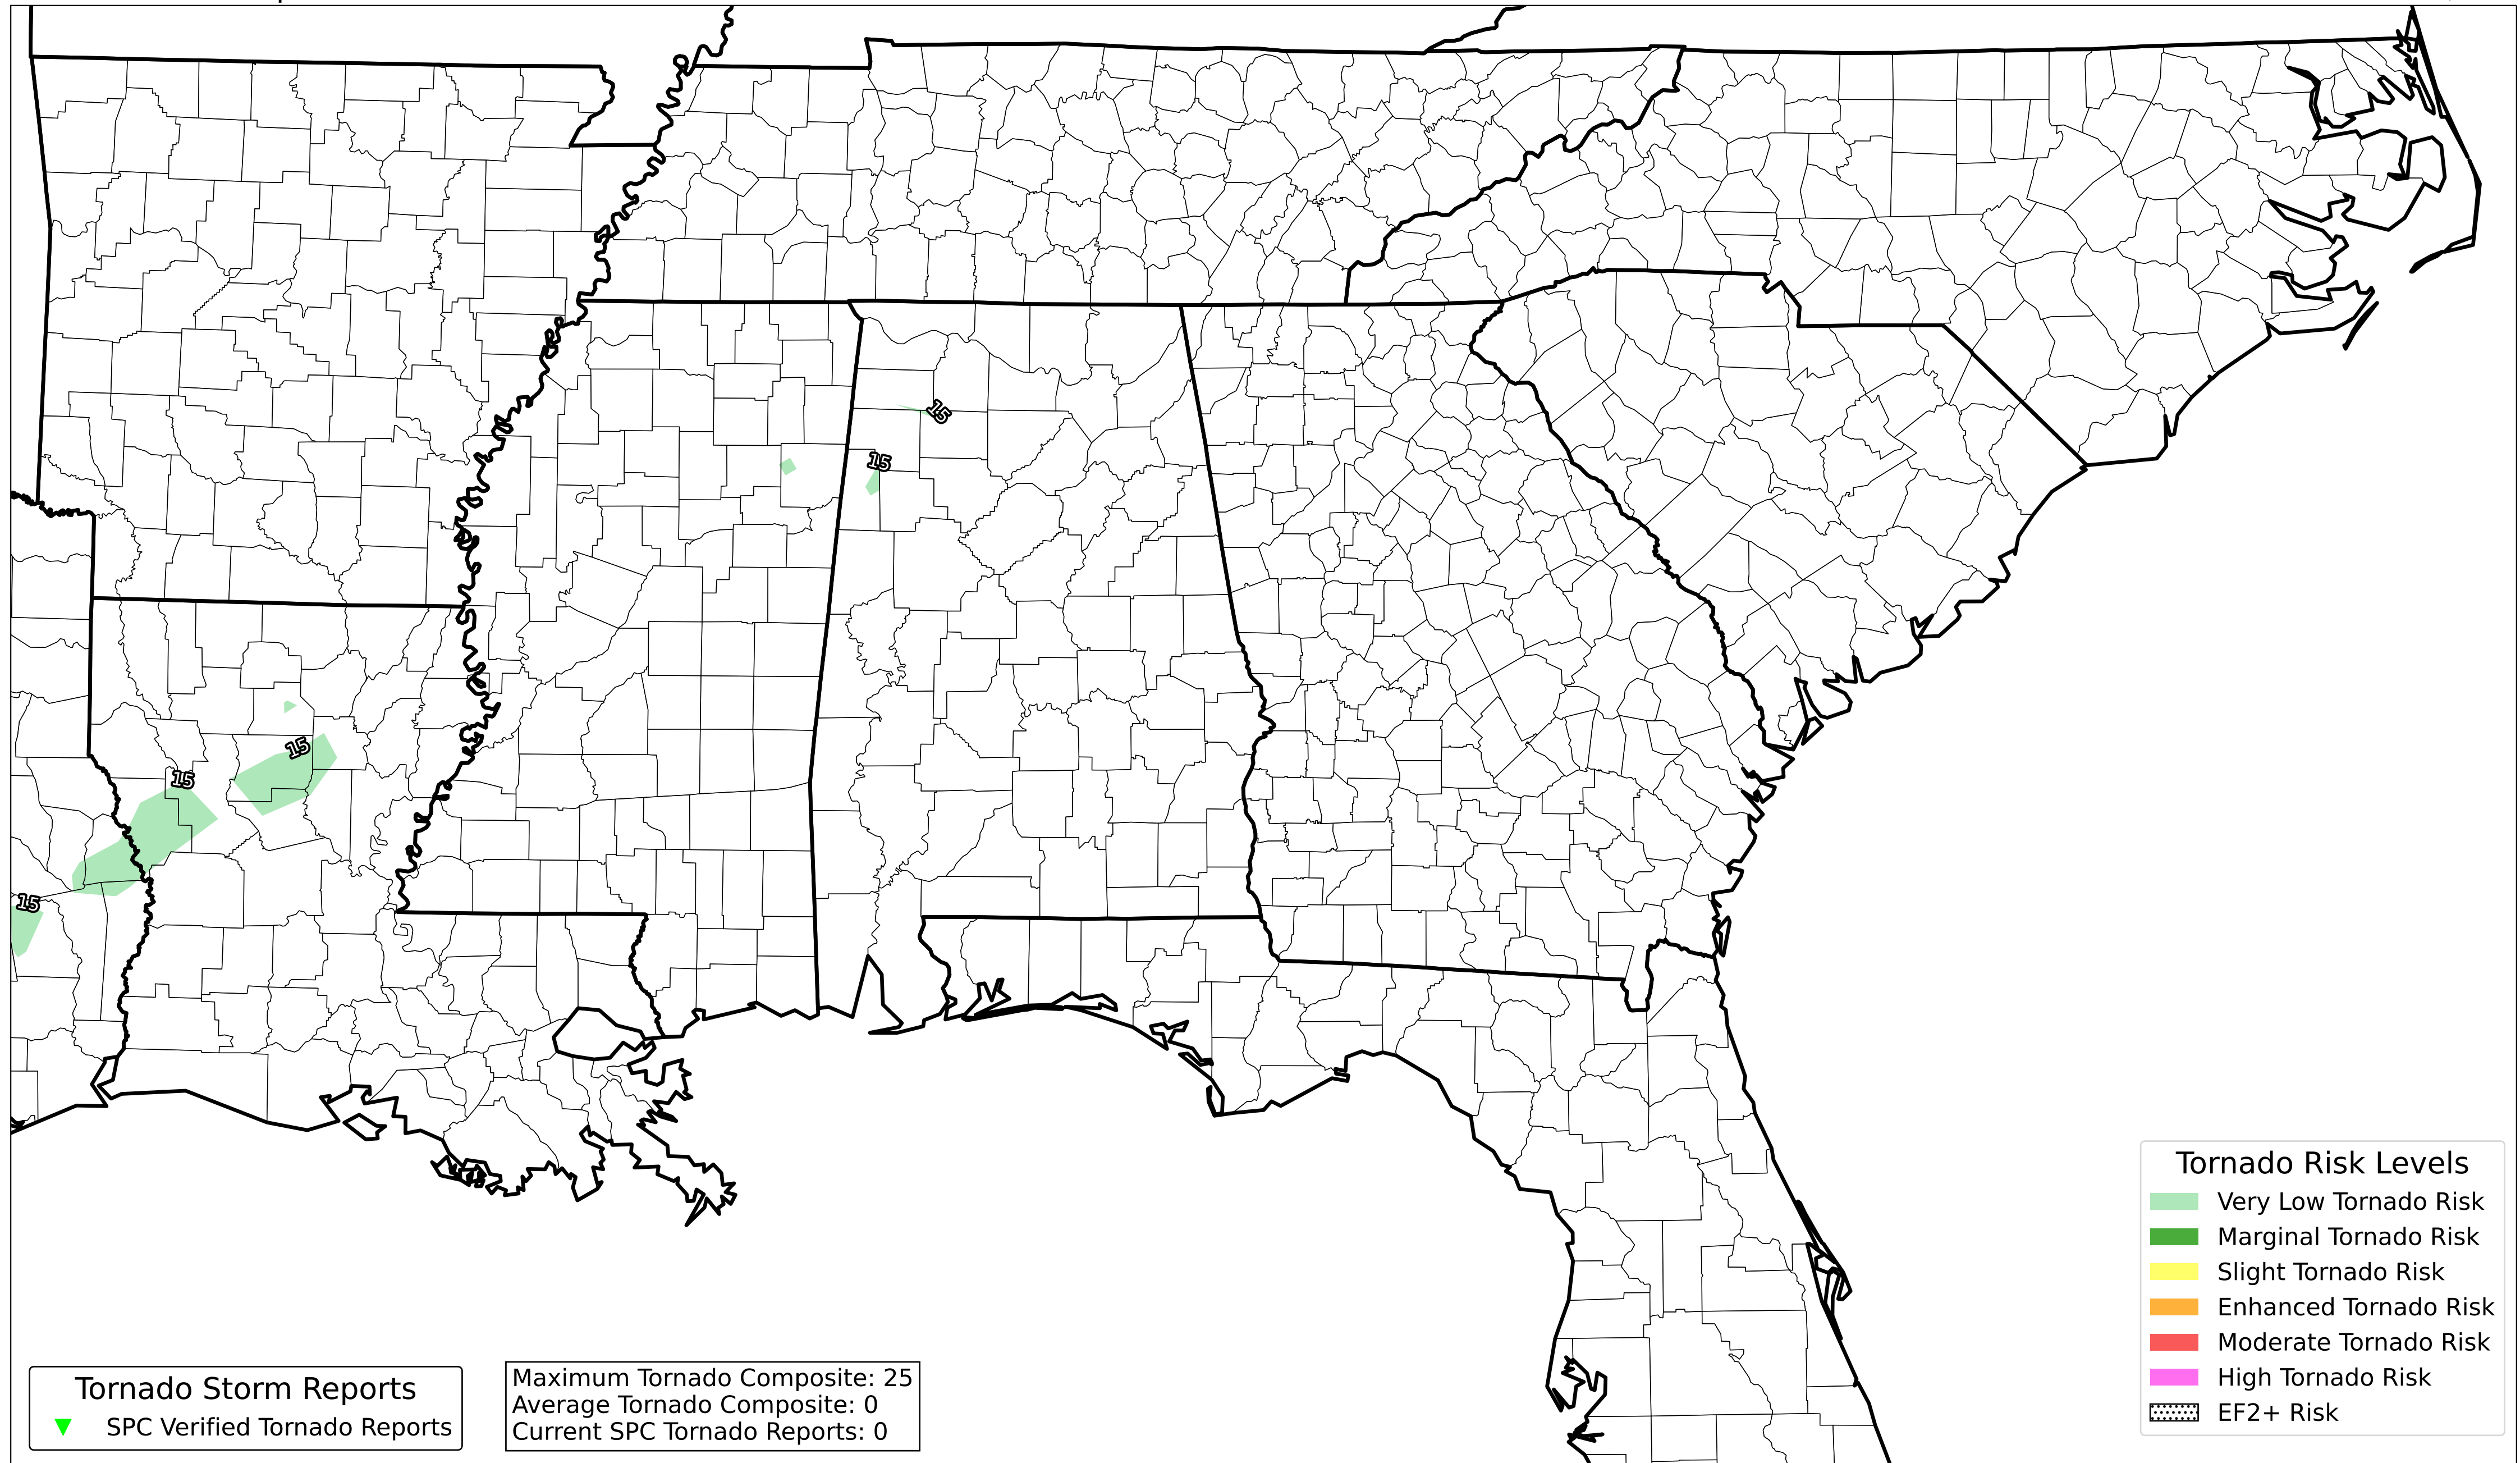 15
15
15
15
15
Tornado Risk Levels
Very Low Tornado Risk
Marginal Tornado Risk
Slight Tornado Risk
Enhanced Tornado Risk
Moderate Tornado Risk
High Tornado Risk
EF2+ Risk
Tornado Storm Reports
SPC Verified Tornado Reports
Maximum Tornado Composite: 25
Average Tornado Composite: 0
Current SPC Tornado Reports: 0